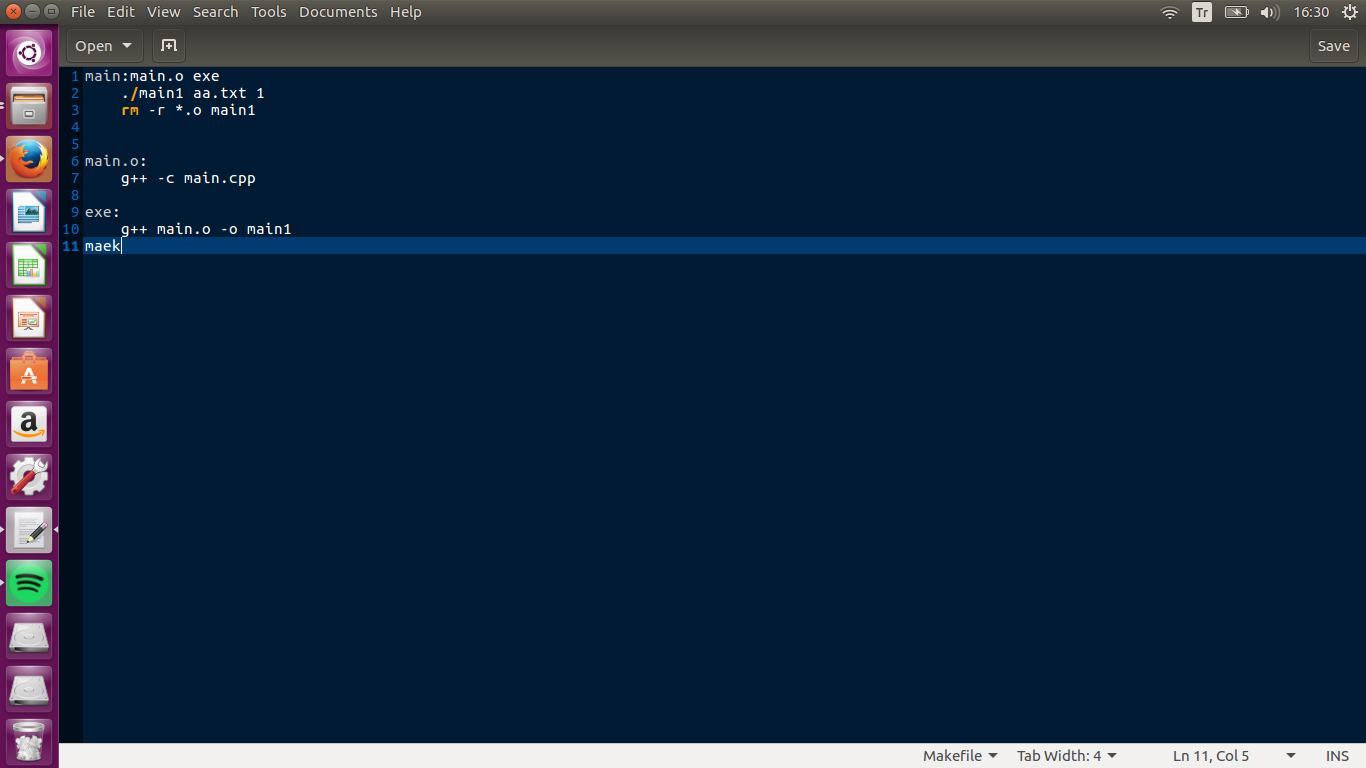 File Edit View Search Tools Documents Help Tr 16:30
Open Save
1 main:main.o exe
2 ./main1 aa.txt 1
3 rm -r *.o main1
4
5
6 main.o:
7 g++ -c main.cpp
8
9 exe:
10 g++ main.o -o main1
11 maek
Makefile Tab Width: 4 Ln 11, Col 5 INS